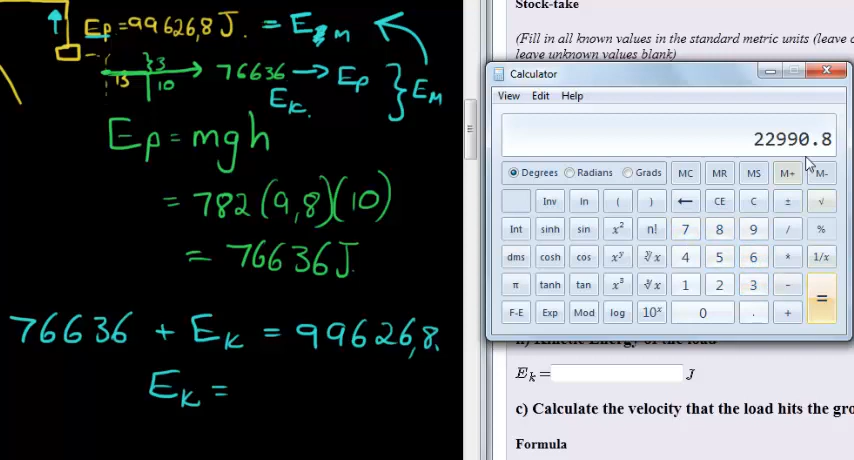 Ep=99626,8J. = EM
3
13
10
76636 → Ep
EK.
} EM
Ep = mgh
= 782(9,8)(10)
= 76636J.
76636 + EK = 99626,8.
EK =
Stock-take
(Fill in all known values in the standard metric units (leave
leave unknown values blank)
Calculator
View Edit Help
22990.8
Degrees Radians Grads MC MR MS M+ M-
Inv ln ( ) ← CE C ± √
Int sinh sin x² n! 7 8 9 / %
dms cosh cos xʸ ʸ√x 4 5 6 * 1/x
π tanh tan x³ ³√x 1 2 3 - =
F-E Exp Mod log 10ˣ 0 . +
Kinetic Energy of the load
Ek = J
c) Calculate the velocity that the load hits the gro
Formula